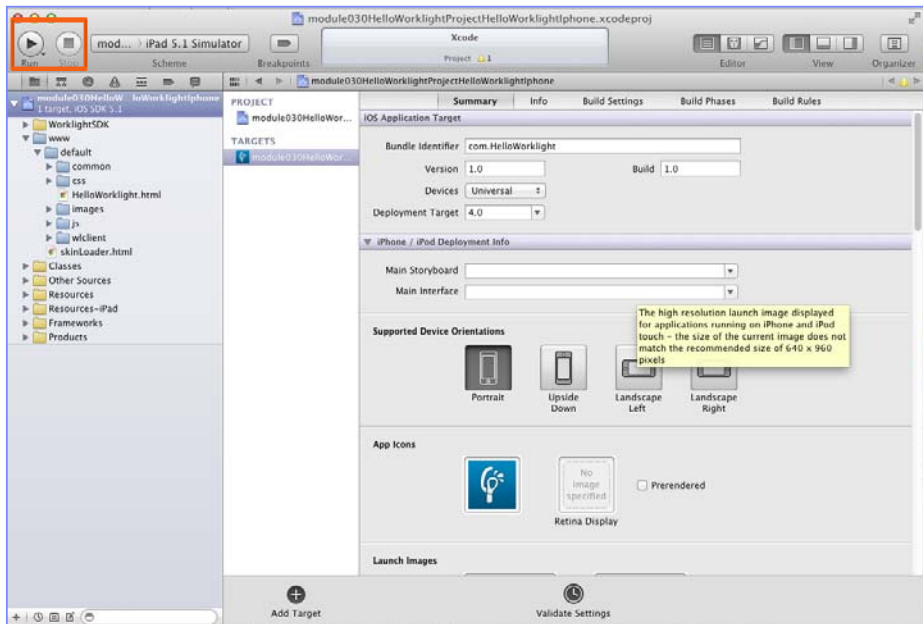 module030HelloWorklightProjectHelloWorklightIphone.xcodeproj
Run
Stop
mod... iPad 5.1 Simulator
Scheme
Breakpoints
Xcode
Project 1
Editor
View
Organizer
module030HelloWorklightProjectHelloWorklightIphone
module030HelloW...loWorklightIphone
1 target, iOS SDK 5.1
WorklightSDK
www
default
common
css
HelloWorklight.html
images
js
wlclient
skinLoader.html
Classes
Other Sources
Resources
Resources-iPad
Frameworks
Products
PROJECT
module030HelloWor...
TARGETS
module030HelloWor...
Summary Info Build Settings Build Phases Build Rules
iOS Application Target
Bundle Identifier com.HelloWorklight
Version 1.0 Build 1.0
Devices Universal
Deployment Target 4.0
iPhone / iPod Deployment Info
Main Storyboard
Main Interface
The high resolution launch image displayed
for applications running on iPhone and iPod
touch - the size of the current image does not
match the recommended size of 640 x 960
pixels
Supported Device Orientations
Portrait
Upside
Down
Landscape
Left
Landscape
Right
App Icons
No
image
specified
Prerendered
Retina Display
Launch Images
Add Target
Validate Settings